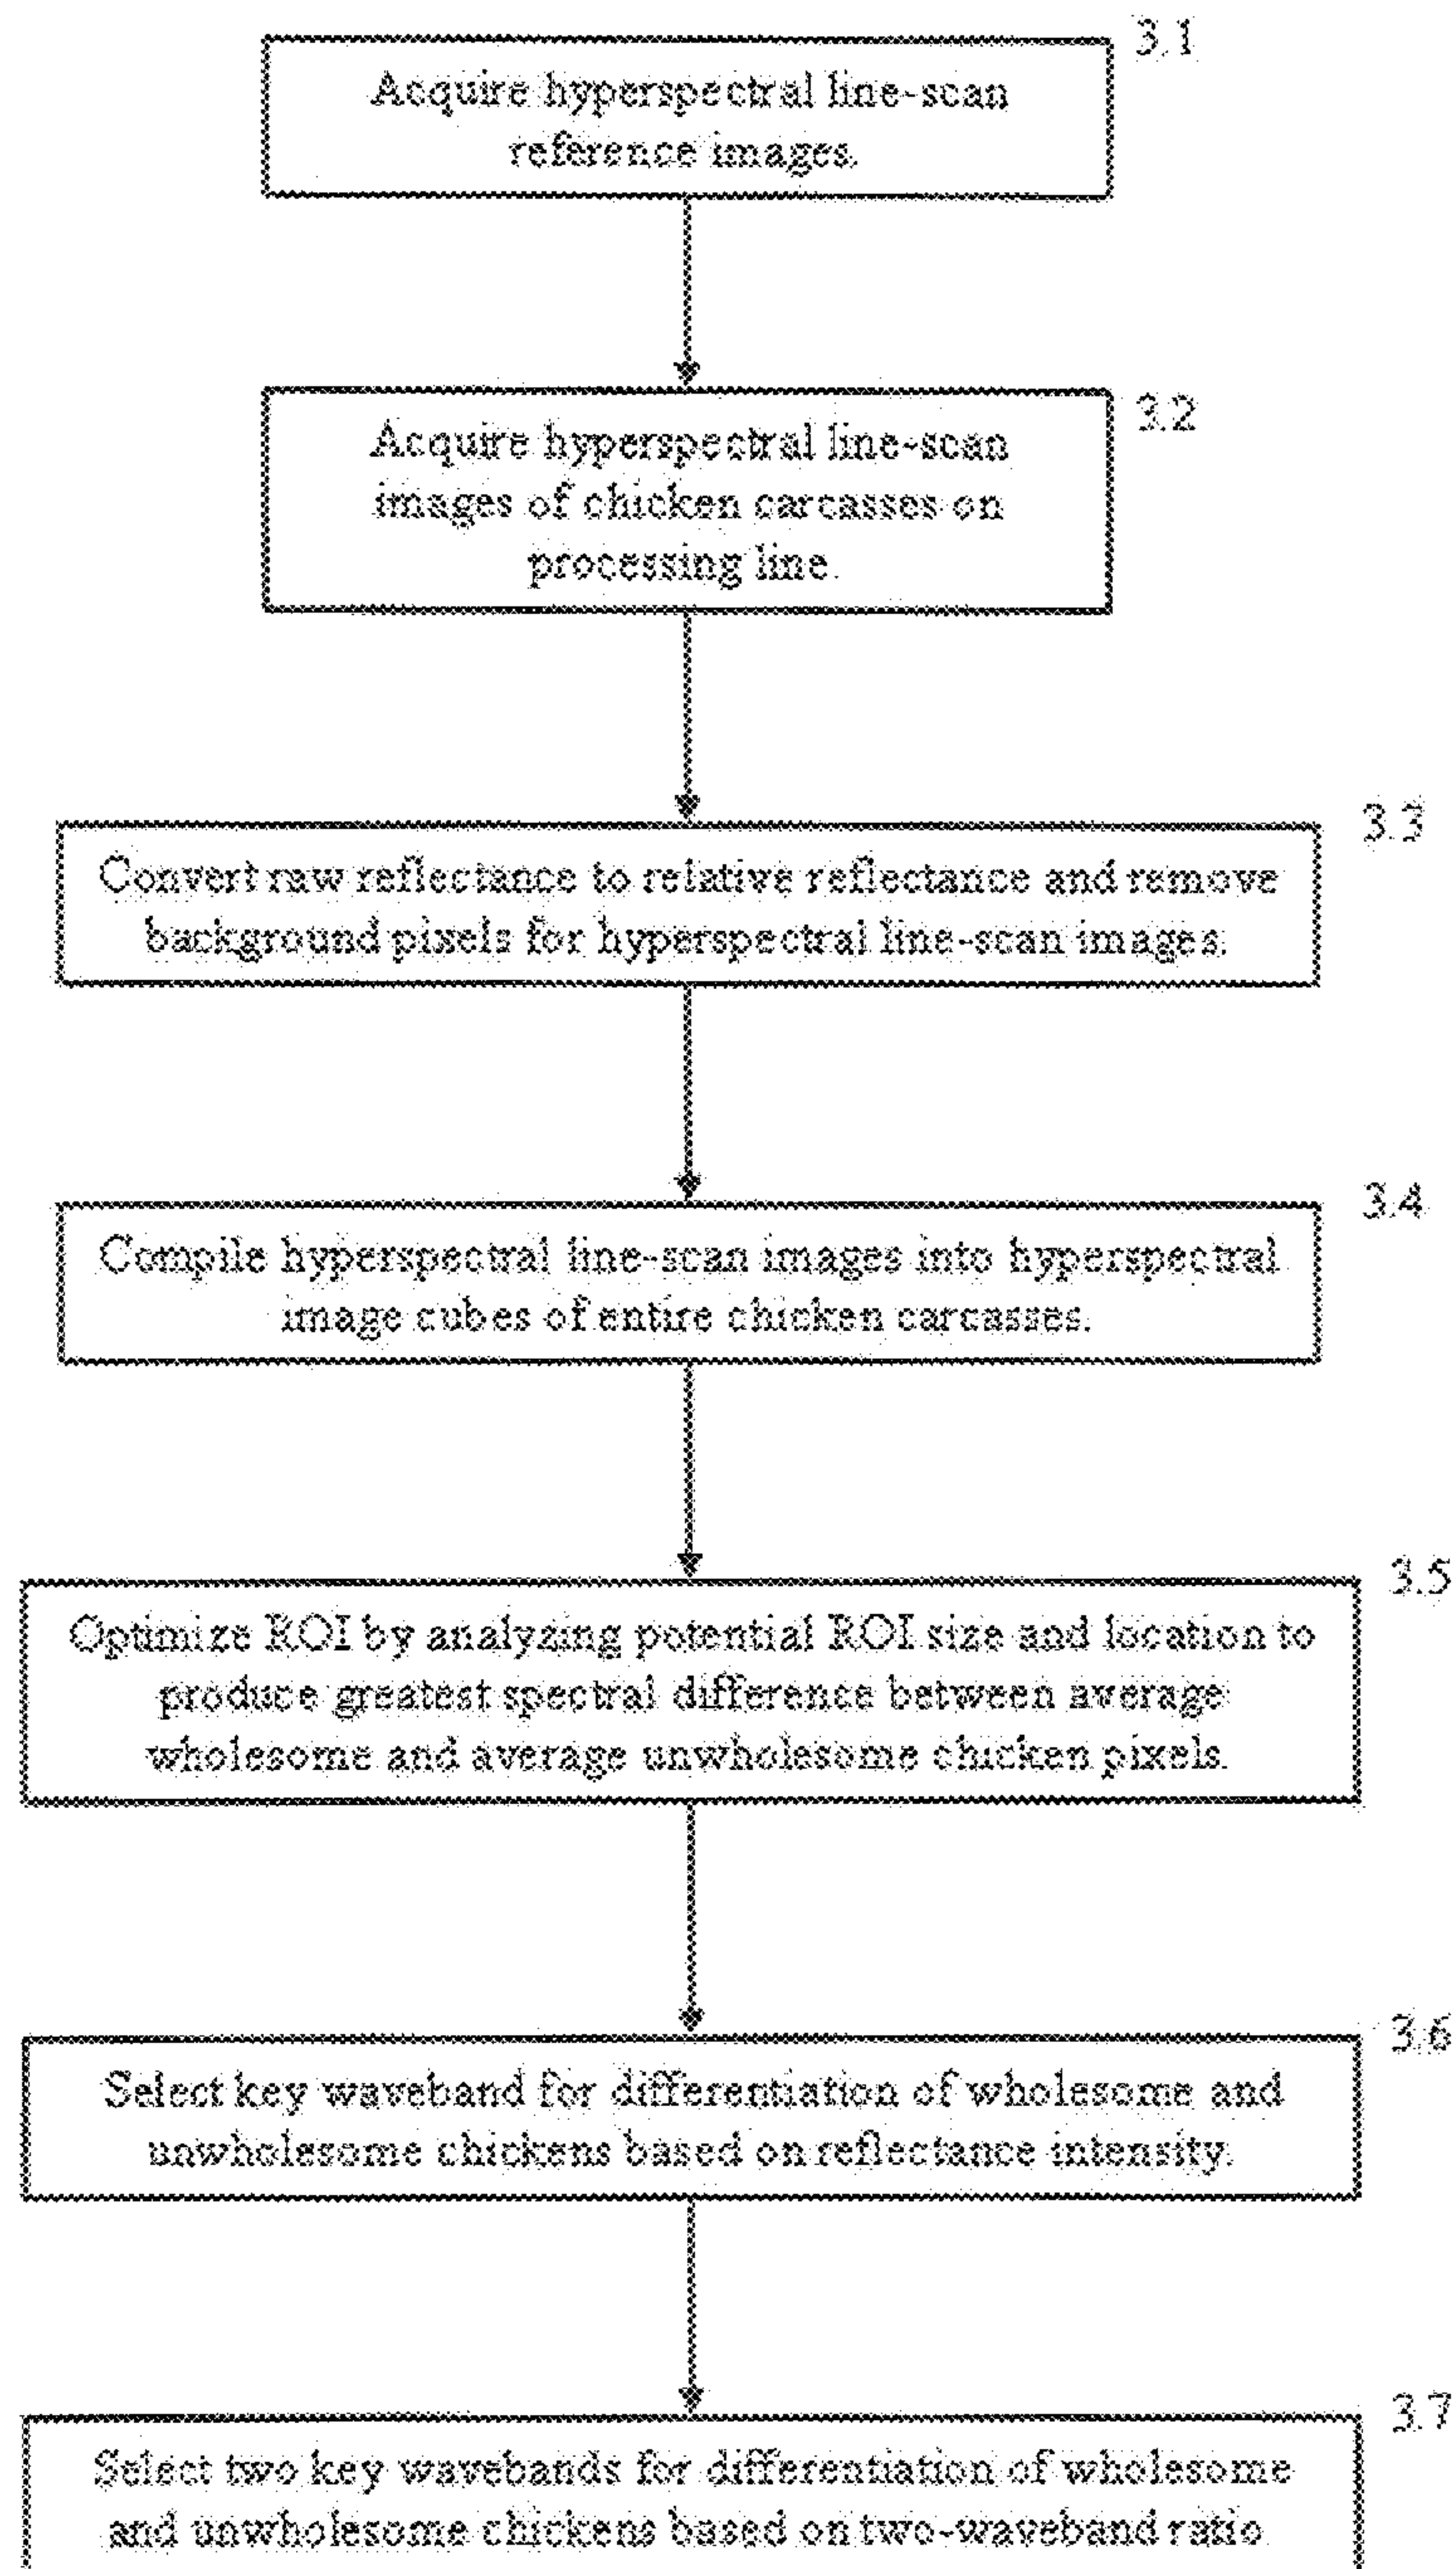 3.1
Acquire hyperspectral line-scan
reference images.
3.2
Acquire hyperspectral line-scan
images of chicken carcasses on
processing line.
3.3
Convert raw reflectance to relative reflectance and remove
background pixels for hyperspectral line-scan images.
3.4
Compile hyperspectral line-scan images into hyperspectral
image cubes of entire chicken carcasses.
3.5
Optimize ROI by analyzing potential ROI size and location to
produce greatest spectral difference between average
wholesome and average unwholesome chicken pixels.
3.6
Select key waveband for differentiation of wholesome and
unwholesome chickens based on reflectance intensity.
3.7
Select two key wavebands for differentiation of wholesome
and unwholesome chickens based on two-waveband ratio